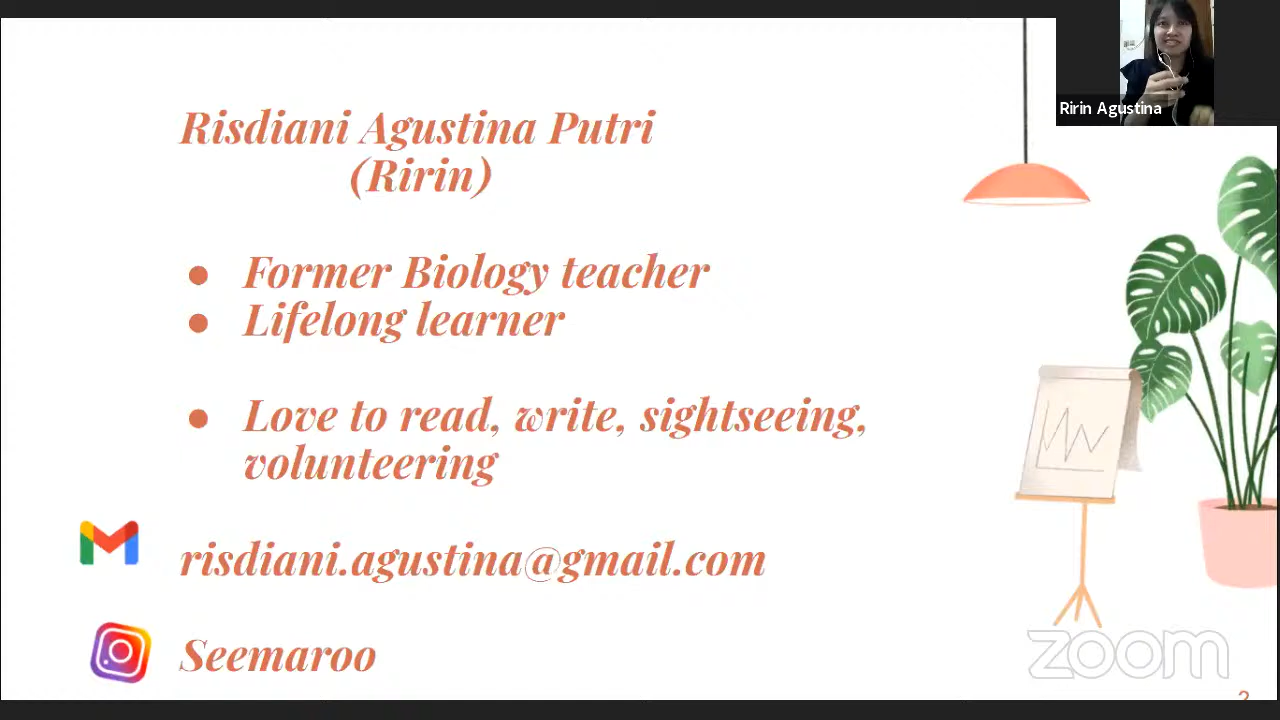 Ririn Agustina
Risdiani Agustina Putri
(Ririn)
● Former Biology teacher
● Lifelong learner
● Love to read, write, sightseeing,
volunteering
risdiani.agustina@gmail.com
Seemaroo
zoom
2